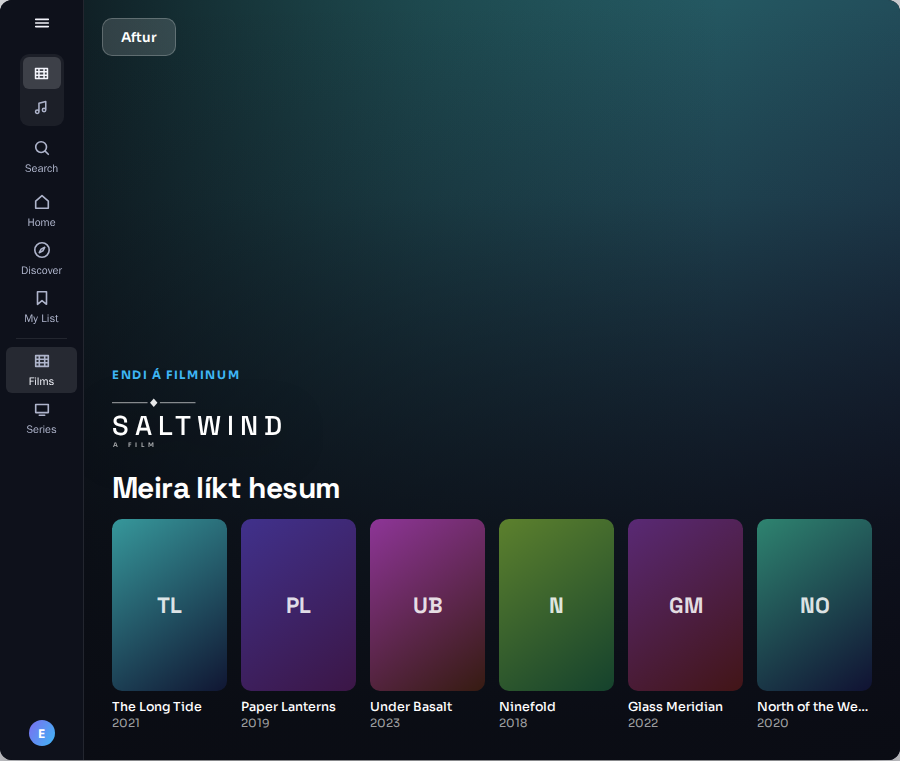 Aftur
Search
Home
Discover
My List
Films
Series
E
ENDI Á FILMINUM
SALTWIND
A FILM
Meira líkt hesum
TL
PL
UB
N
GM
NO
The Long Tide
2021
Paper Lanterns
2019
Under Basalt
2023
Ninefold
2018
Glass Meridian
2022
North of the We...
2020